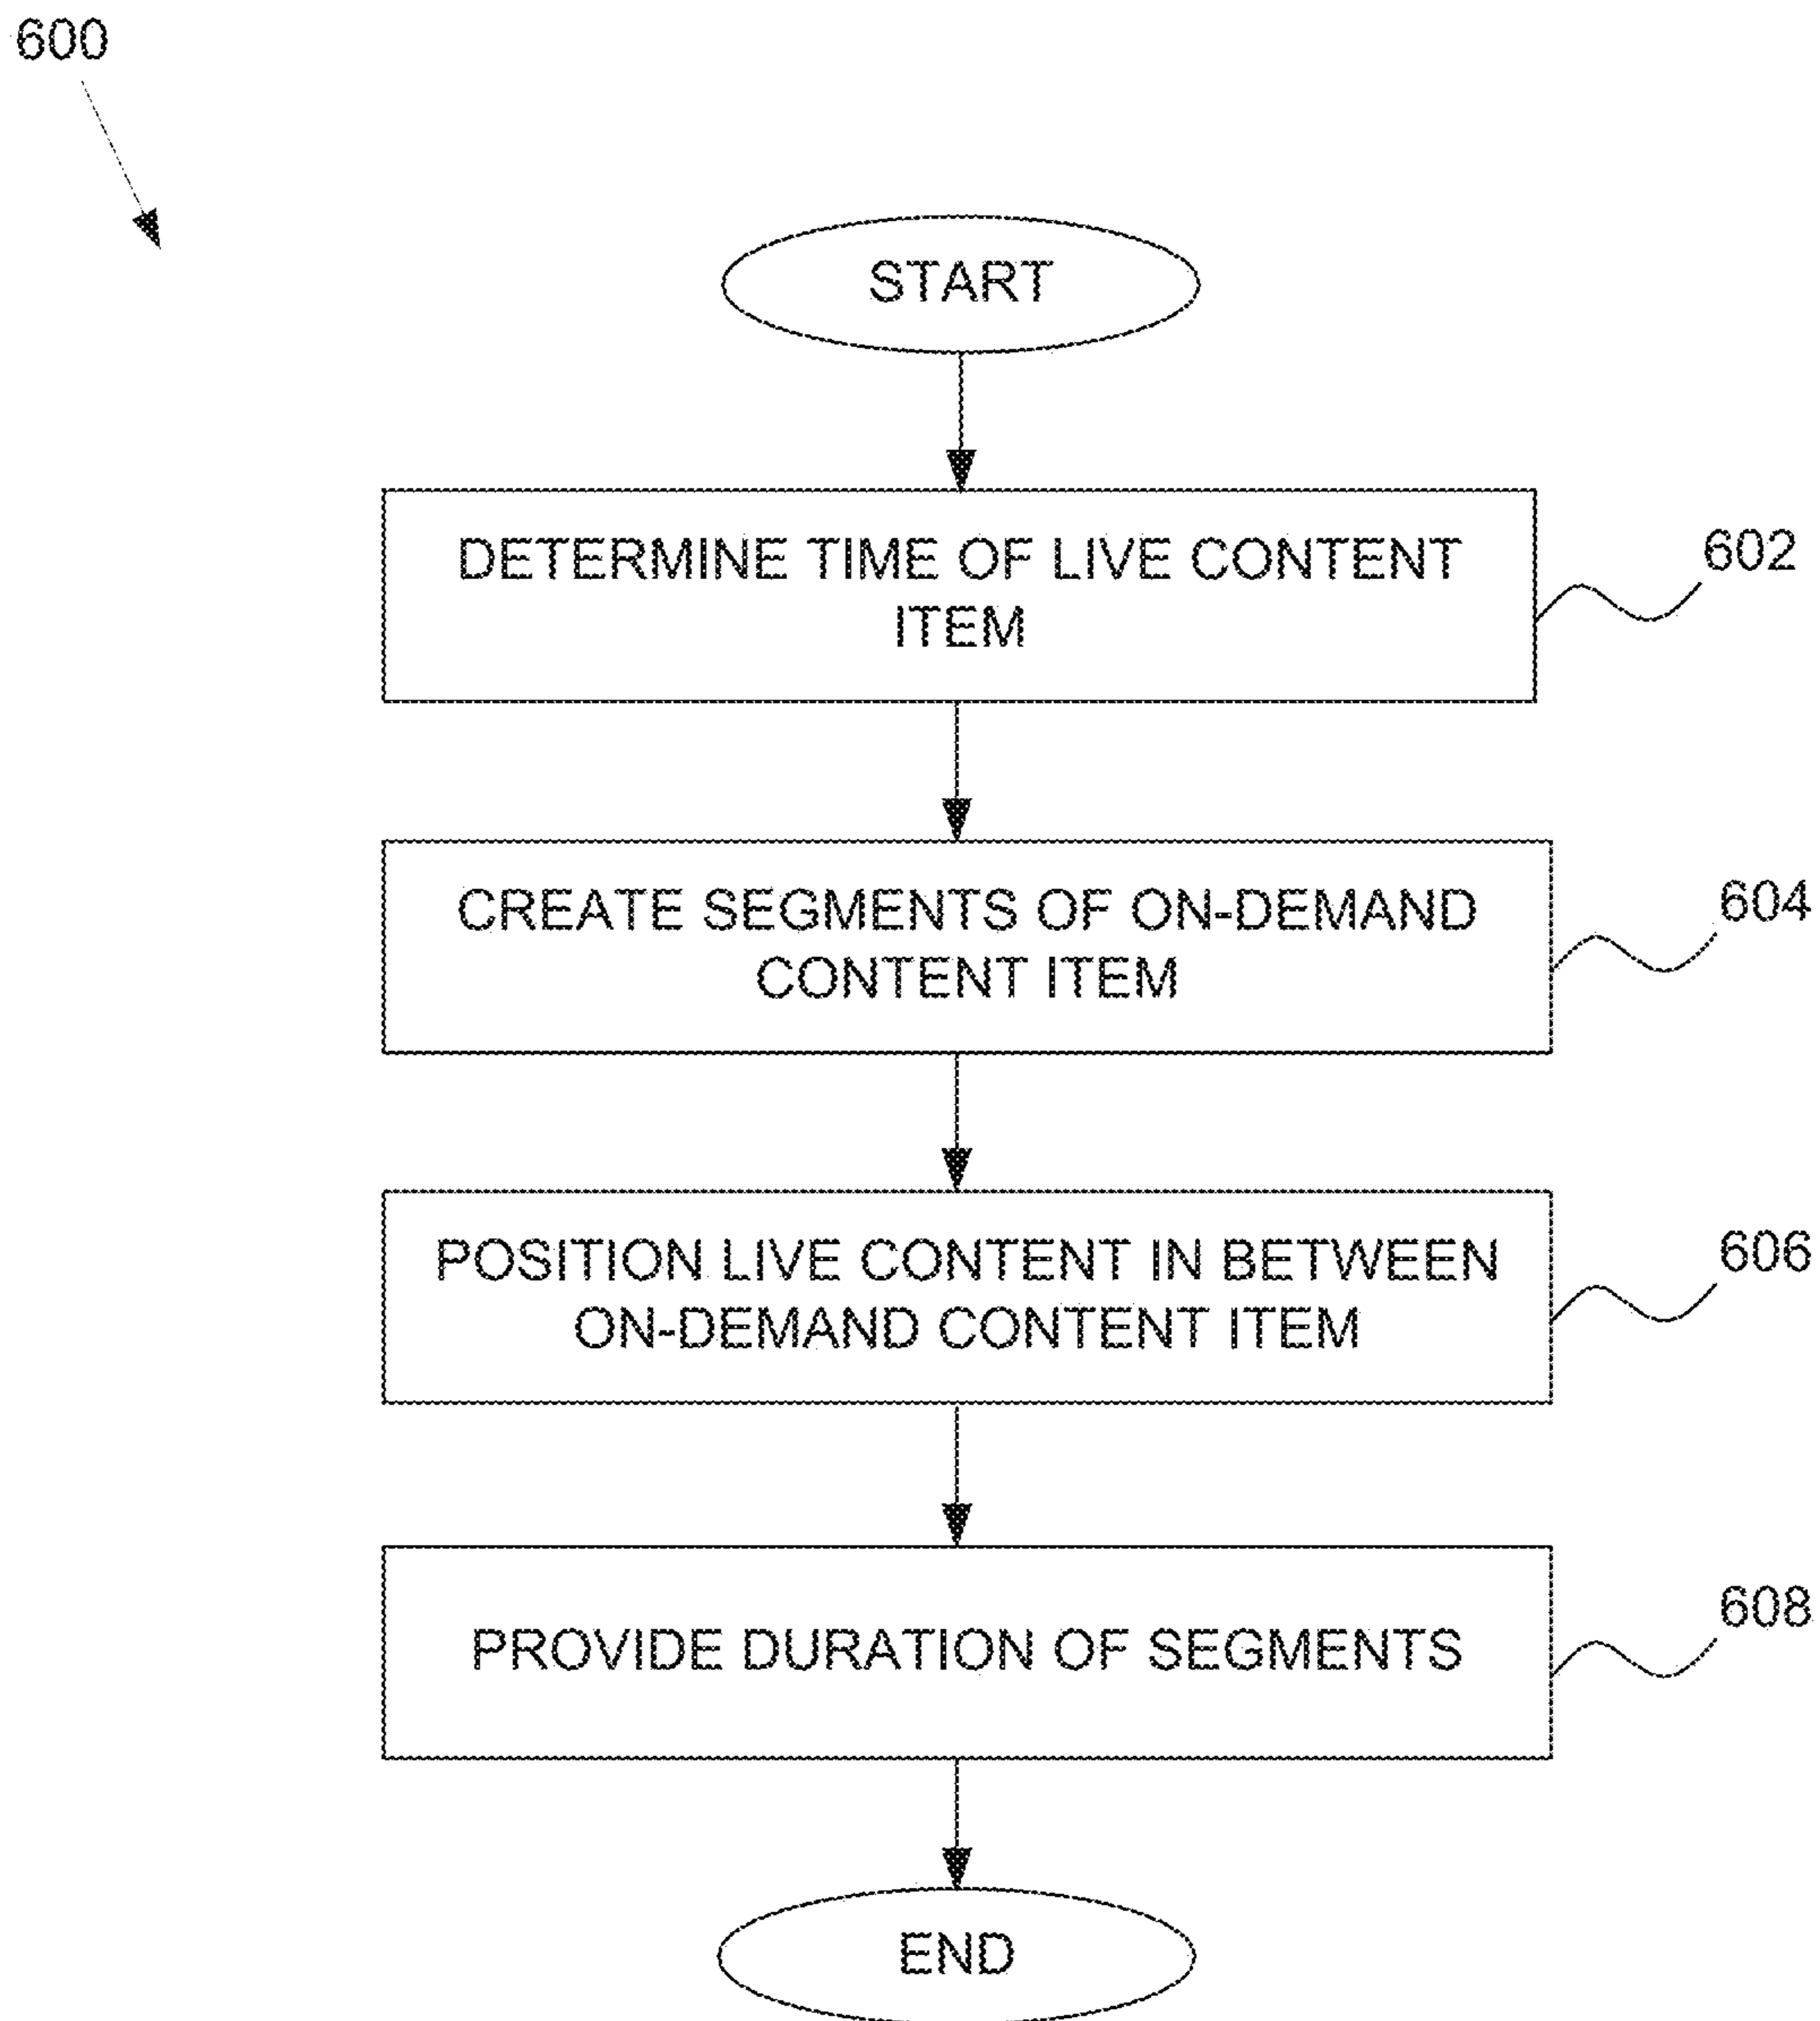 600
START
DETERMINE TIME OF LIVE CONTENT
ITEM
602
CREATE SEGMENTS OF ON-DEMAND
CONTENT ITEM
604
POSITION LIVE CONTENT IN BETWEEN
ON-DEMAND CONTENT ITEM
606
PROVIDE DURATION OF SEGMENTS
608
END